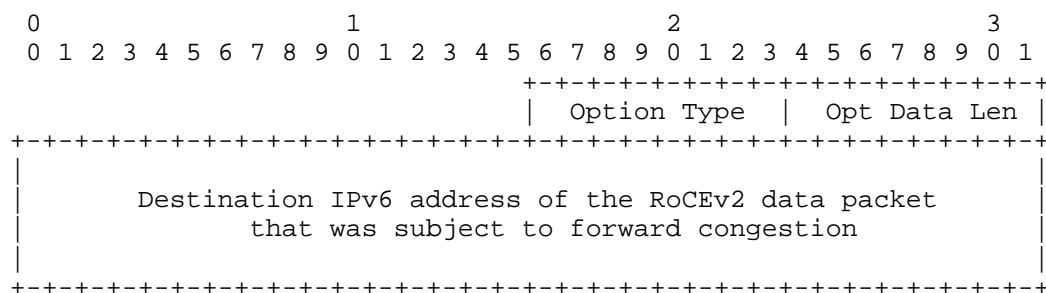 0                   1                   2                   3
 0 1 2 3 4 5 6 7 8 9 0 1 2 3 4 5 6 7 8 9 0 1 2 3 4 5 6 7 8 9 0 1
                                +-+-+-+-+-+-+-+-+-+-+-+-+-+-+-+-+
                                |  Option Type  |  Opt Data Len |
+-+-+-+-+-+-+-+-+-+-+-+-+-+-+-+-+-+-+-+-+-+-+-+-+-+-+-+-+-+-+-+-+
|                                                               |
|       Destination IPv6 address of the RoCEv2 data packet      |
|              that was subject to forward congestion           |
|                                                               |
+-+-+-+-+-+-+-+-+-+-+-+-+-+-+-+-+-+-+-+-+-+-+-+-+-+-+-+-+-+-+-+-+